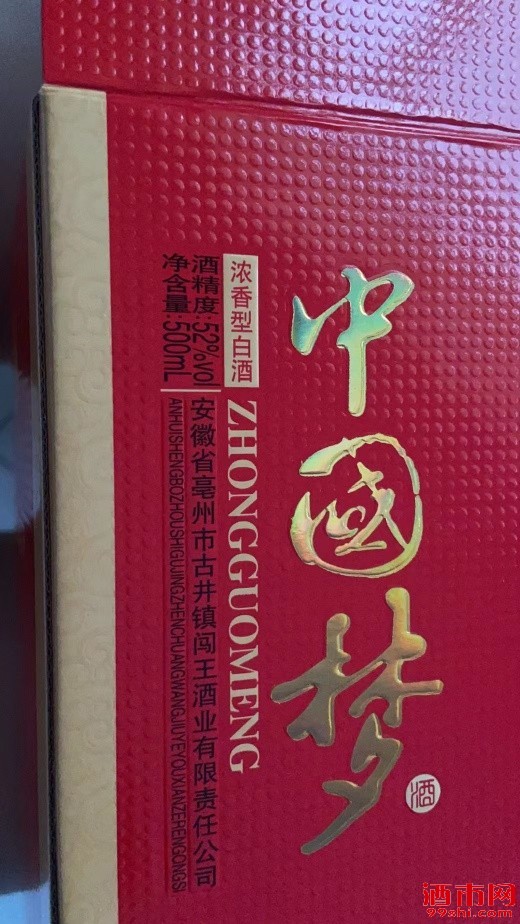 中國梦
酒
ZHONGGUOMENG
浓香型白酒
酒精度:52%vol
净含量:500mL
安徽省亳州市古井镇闯王酒业有限责任公司
ANHUISHENGBOZHOUSHIGUJINGZHENCHUANGWANGJIUYEYOUXIANZERENGONGSI
酒市网
99shi.com